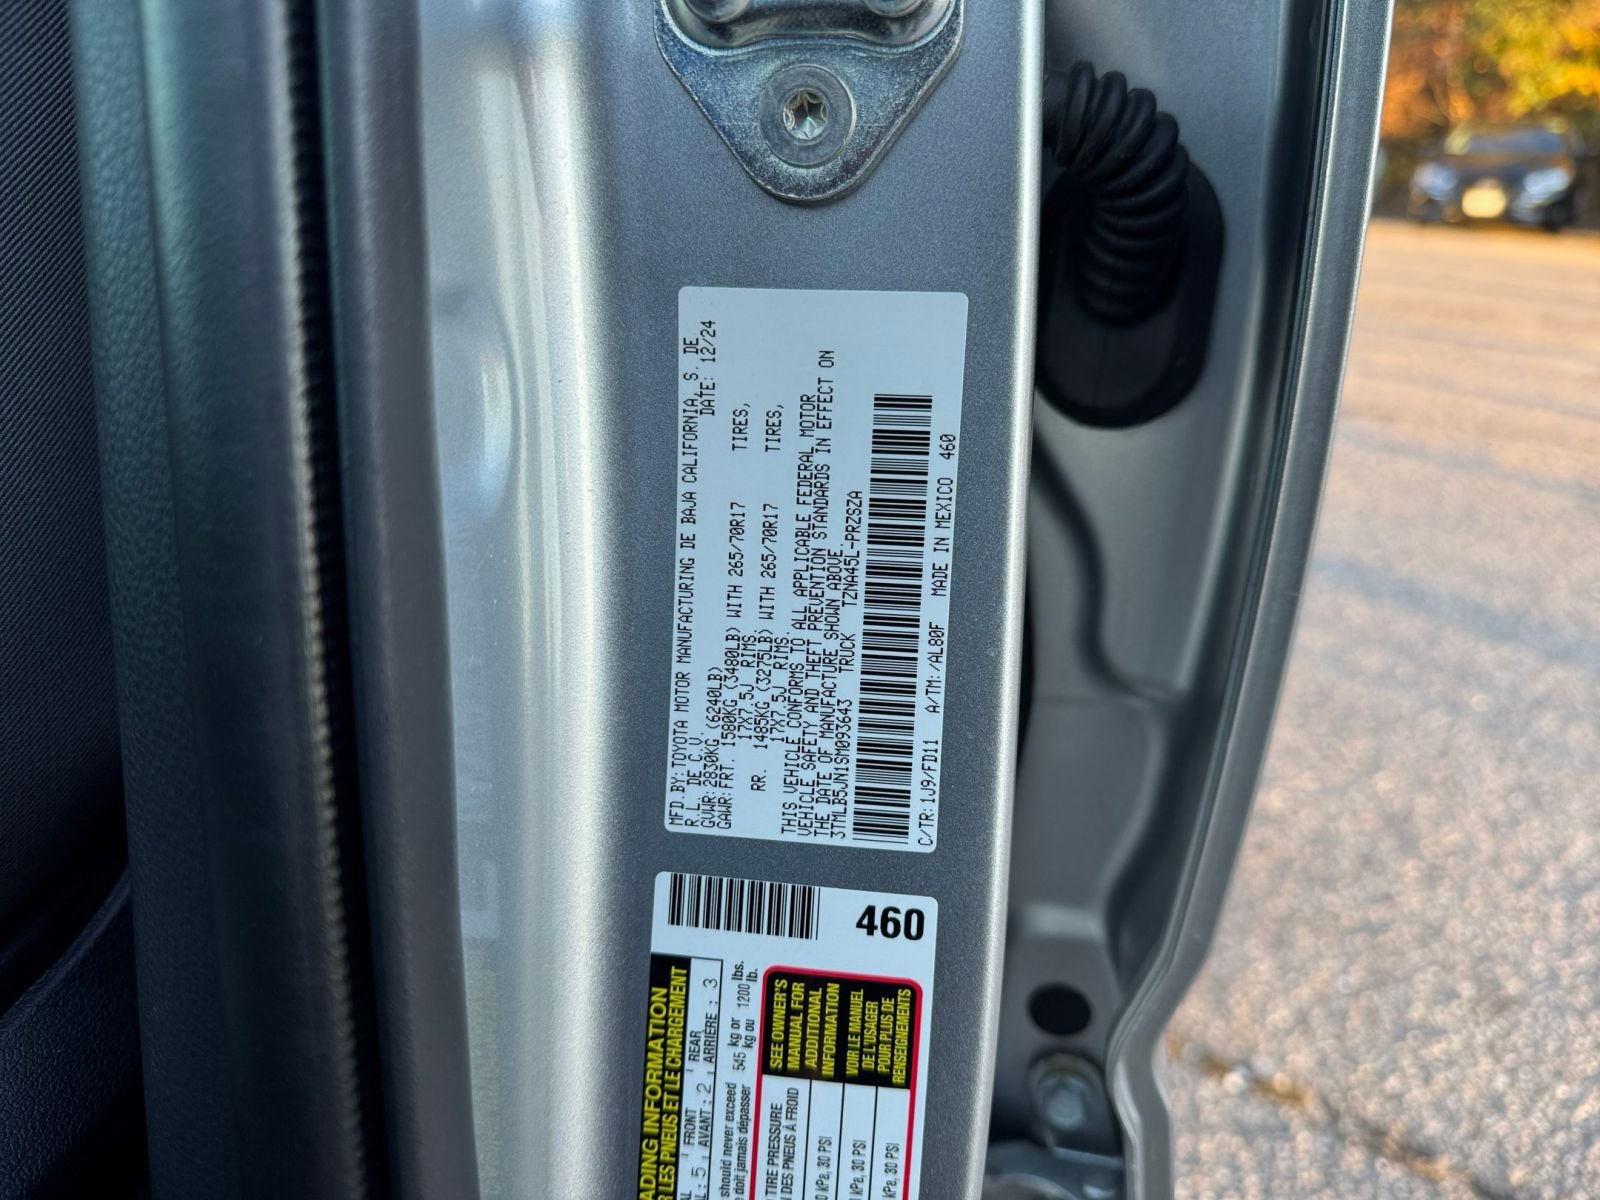 MFD.BY:TOYOTA MOTOR MANUFACTURING DE BAJA CALIFORNIA, S. DE
R. L. DE C.V. DATE: 12/24
GVWR:2830KG (6240LB)
GAWR:FRT. 1580KG (3480LB) WITH 265/70R17 TIRES,
17X7.5J RIMS.
RR. 1485KG (3275LB) WITH 265/70R17 TIRES,
17X7.5J RIMS.
THIS VEHICLE CONFORMS TO ALL APPLICABLE FEDERAL MOTOR
VEHICLE SAFETY AND THEFT PREVENTION STANDARDS IN EFFECT ON
THE DATE OF MANUFACTURE SHOWN ABOVE.
3TMLB5JN1SM093643 TRUCK TZNA45L-PRZSZA
C/TR:1J9/FD11 A/TM:/AL80F MADE IN MEXICO 460
460
ADING INFORMATION
LES PNEUS ET LE CHARGEMENT
FRONT REAR
5 AVANT : 2 ARRIÈRE : 3
should never exceed 545 kg or 1200 lbs.
doit jamais dépasser kg ou lb.
TIRE PRESSURE
DES PNEUS À FROID
kPa, 30 PSI
kPa, 30 PSI
kPa, 30 PSI
SEE OWNER'S
MANUAL FOR
ADDITIONAL
INFORMATION
VOIR LE MANUEL
DE L'USAGER
POUR PLUS DE
RENSEIGNEMENTS